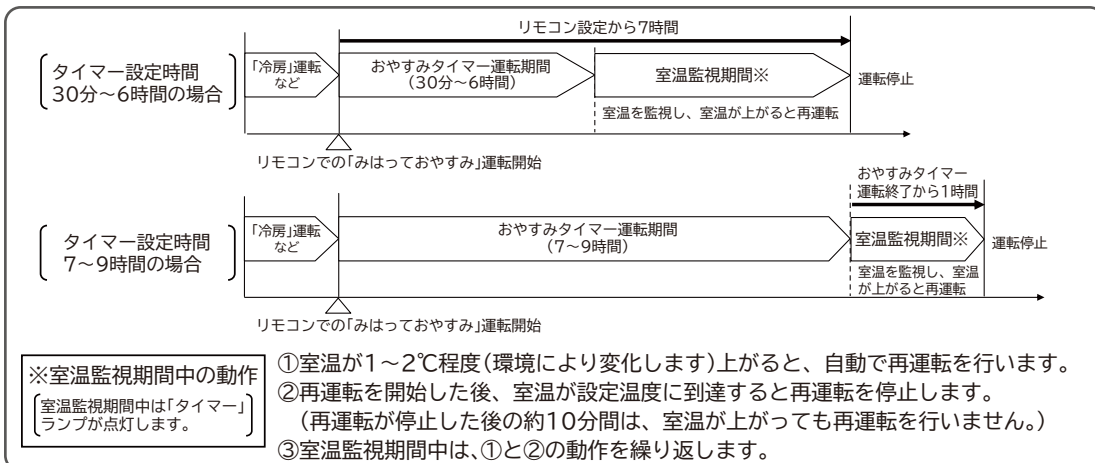 リモコン設定から7時間
タイマー設定時間
30分～6時間の場合
「冷房」運転
など
おやすみタイマー運転期間
(30分～6時間)
室温監視期間※
運転停止
室温を監視し、室温が上がると再運転
リモコンでの「みはっておやすみ」運転開始
おやすみタイマー
運転終了から1時間
タイマー設定時間
7～9時間の場合
「冷房」運転
など
おやすみタイマー運転期間
(7～9時間)
室温監視期間※
運転停止
室温を監視し、室温
が上がると再運転
リモコンでの「みはっておやすみ」運転開始
※室温監視期間中の動作
室温監視期間中は「タイマー」
ランプが点灯します。
①室温が1～2℃程度(環境により変化します)上がると、自動で再運転を行います。
②再運転を開始した後、室温が設定温度に到達すると再運転を停止します。
(再運転が停止した後の約10分間は、室温が上がっても再運転を行いません。)
③室温監視期間中は、①と②の動作を繰り返します。